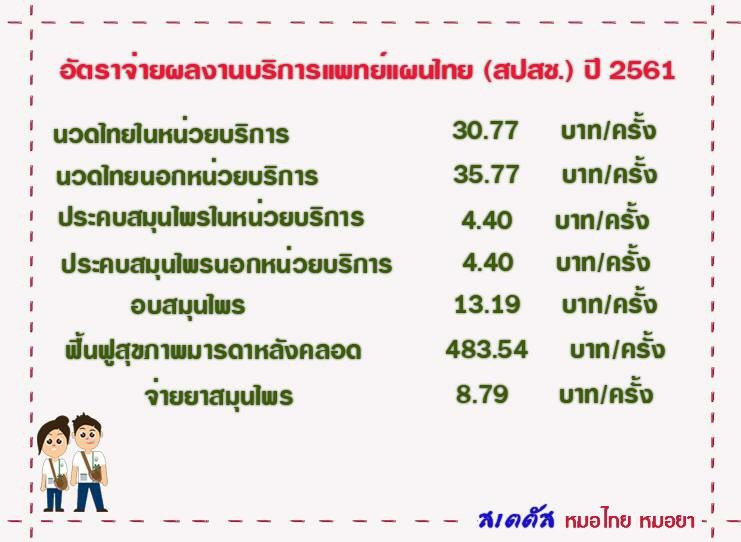 อัตราจ่ายผลงานบริการแพทย์แผนไทย (สปสช.) ปี 2561
นวดไทยในหน่วยบริการ 30.77 บาท/ครั้ง
นวดไทยนอกหน่วยบริการ 35.77 บาท/ครั้ง
ประคบสมุนไพรในหน่วยบริการ 4.40 บาท/ครั้ง
ประคบสมุนไพรนอกหน่วยบริการ 4.40 บาท/ครั้ง
อบสมุนไพร 13.19 บาท/ครั้ง
ฟื้นฟูสุขภาพมารดาหลังคลอด 483.54 บาท/ครั้ง
จ่ายยาสมุนไพร 8.79 บาท/ครั้ง
สเตตัส หมอไทย หมอยา